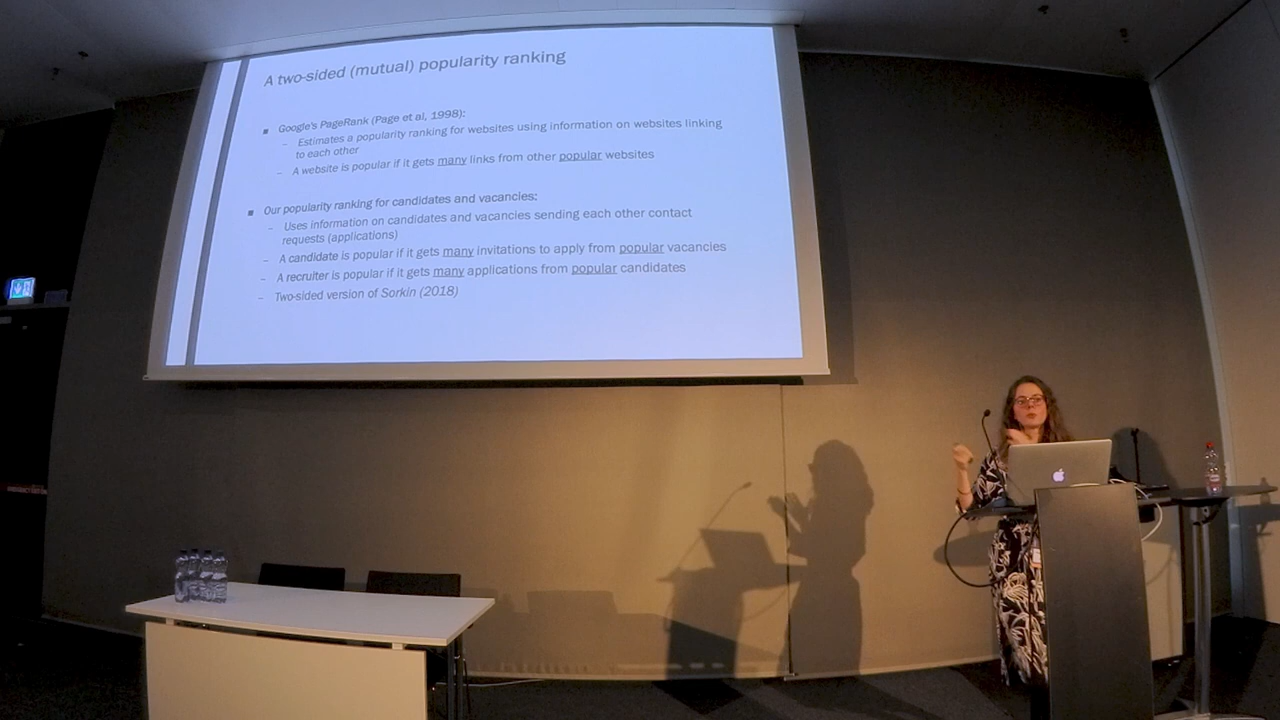 A two-sided (mutual) popularity ranking
Google's PageRank (Page et al, 1998):
– Estimates a popularity ranking for websites using information on websites linking
to each other
– A website is popular if it gets many links from other popular websites
Our popularity ranking for candidates and vacancies:
– Uses information on candidates and vacancies sending each other contact
requests (applications)
– A candidate is popular if it gets many invitations to apply from popular vacancies
– A recruiter is popular if it gets many applications from popular candidates
– Two-sided version of Sorkin (2018)